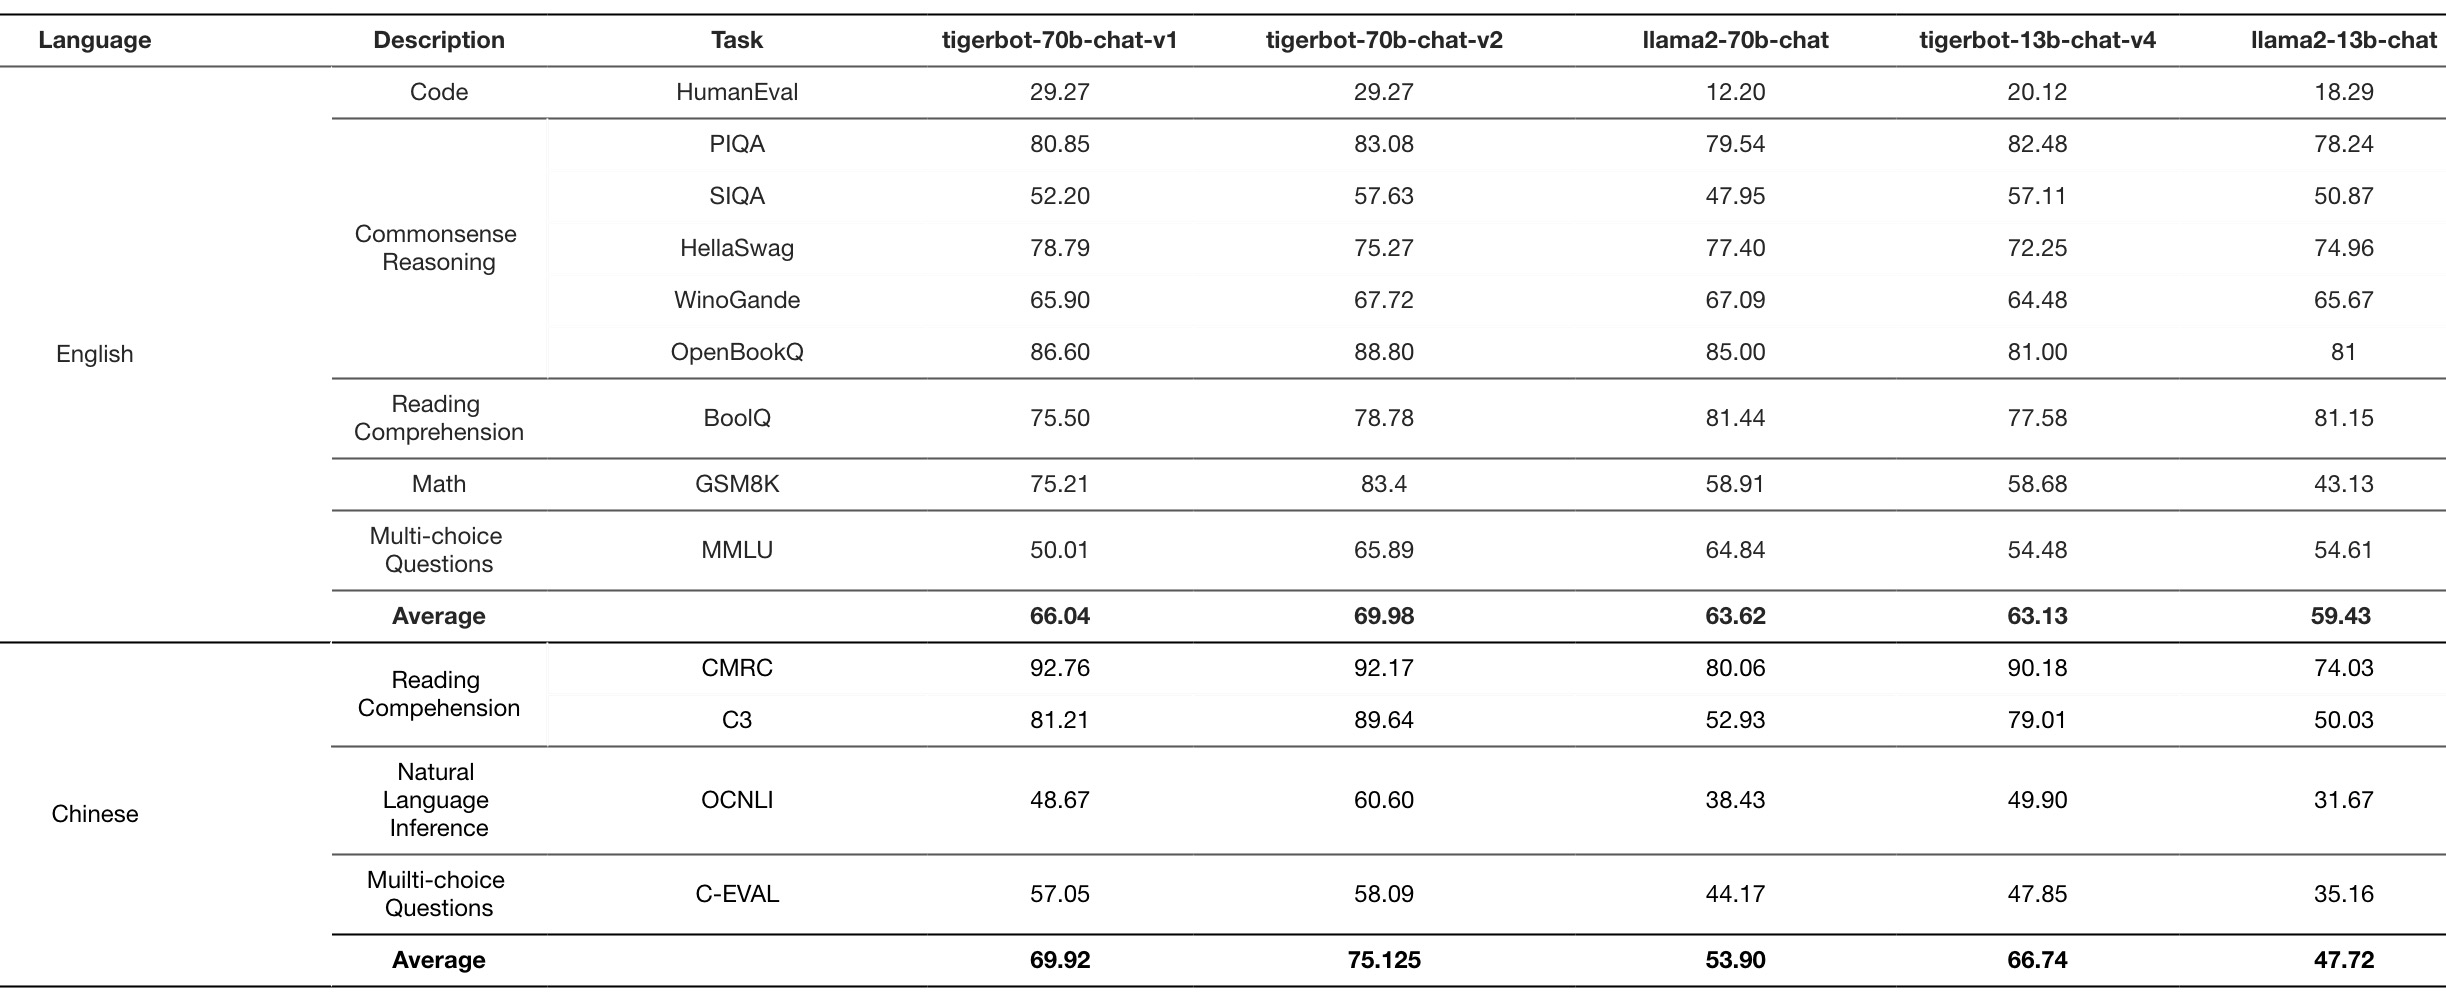 Language Description Task tigerbot-70b-chat-v1 tigerbot-70b-chat-v2 llama2-70b-chat tigerbot-13b-chat-v4 llama2-13b-chat
English
Code HumanEval 29.27 29.27 12.20 20.12 18.29
Commonsense
Reasoning
PIQA 80.85 83.08 79.54 82.48 78.24
SIQA 52.20 57.63 47.95 57.11 50.87
HellaSwag 78.79 75.27 77.40 72.25 74.96
WinoGande 65.90 67.72 67.09 64.48 65.67
OpenBookQ 86.60 88.80 85.00 81.00 81
Reading
Comprehension
BoolQ 75.50 78.78 81.44 77.58 81.15
Math GSM8K 75.21 83.4 58.91 58.68 43.13
Multi-choice
Questions
MMLU 50.01 65.89 64.84 54.48 54.61
Average 66.04 69.98 63.62 63.13 59.43
Chinese
Reading
Compehension
CMRC 92.76 92.17 80.06 90.18 74.03
C3 81.21 89.64 52.93 79.01 50.03
Natural
Language
Inference
OCNLI 48.67 60.60 38.43 49.90 31.67
Muilti-choice
Questions
C-EVAL 57.05 58.09 44.17 47.85 35.16
Average 69.92 75.125 53.90 66.74 47.72